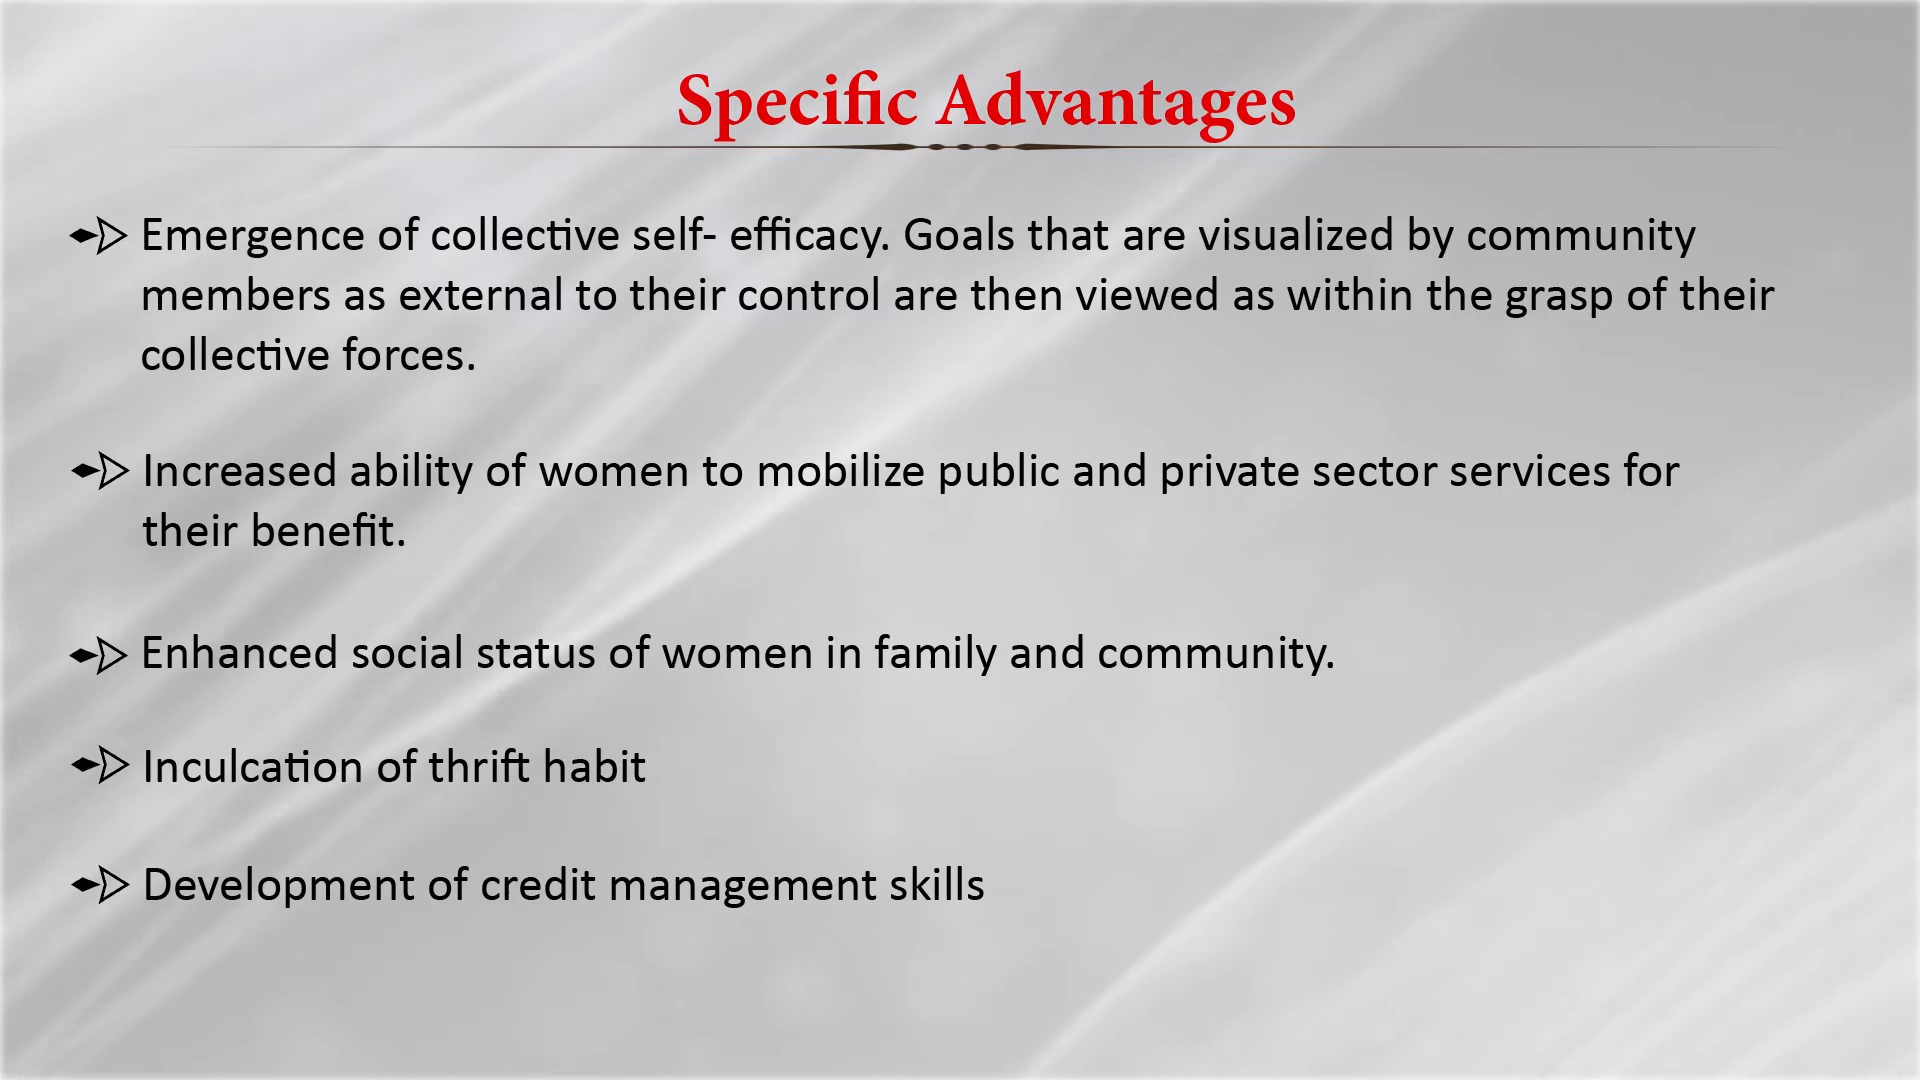 Specific Advantages
Emergence of collective self- efficacy. Goals that are visualized by community
members as external to their control are then viewed as within the grasp of their
collective forces.
Increased ability of women to mobilize public and private sector services for
their benefit.
Enhanced social status of women in family and community.
Inculcation of thrift habit
Development of credit management skills